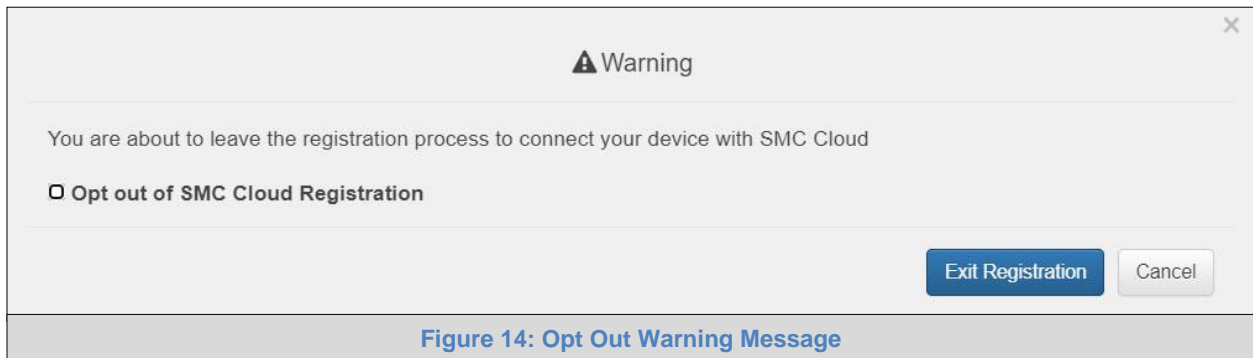 ×
Warning
You are about to leave the registration process to connect your device with SMC Cloud
Opt out of SMC Cloud Registration
Exit Registration Cancel
Figure 14: Opt Out Warning Message